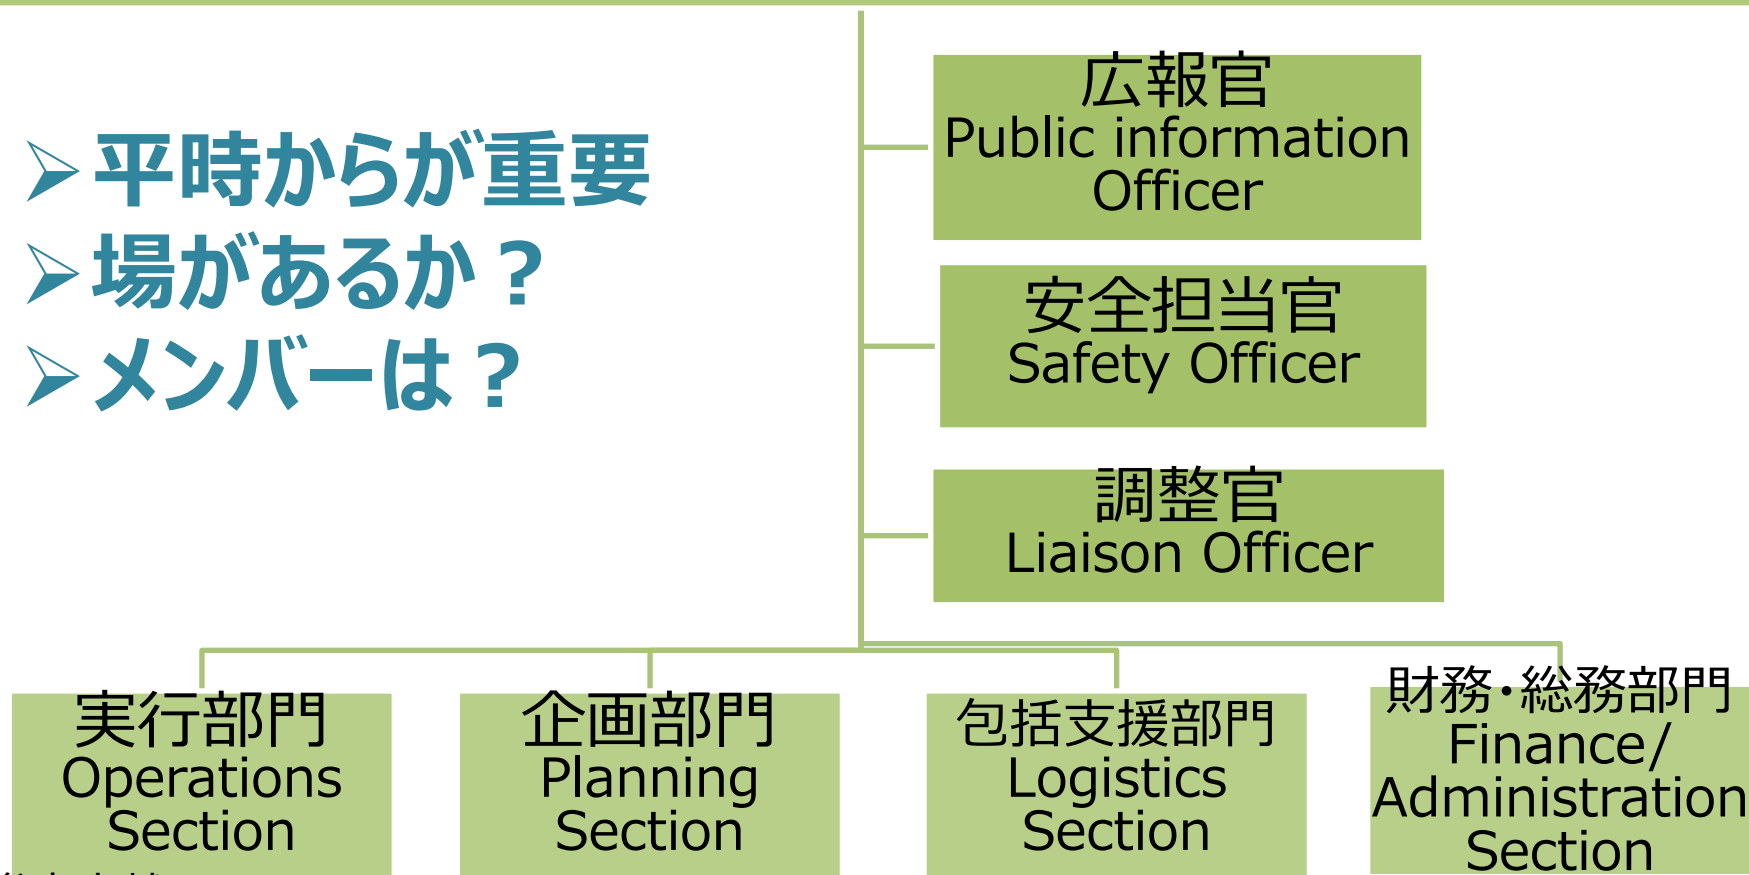 平時からが重要
場があるか？
メンバーは？
広報官
Public information
Officer
安全担当官
Safety Officer
調整官
Liaison Officer
実行部門
Operations
Section
企画部門
Planning
Section
包括支援部門
Logistics
Section
財務・総務部門
Finance/
Administration
Section